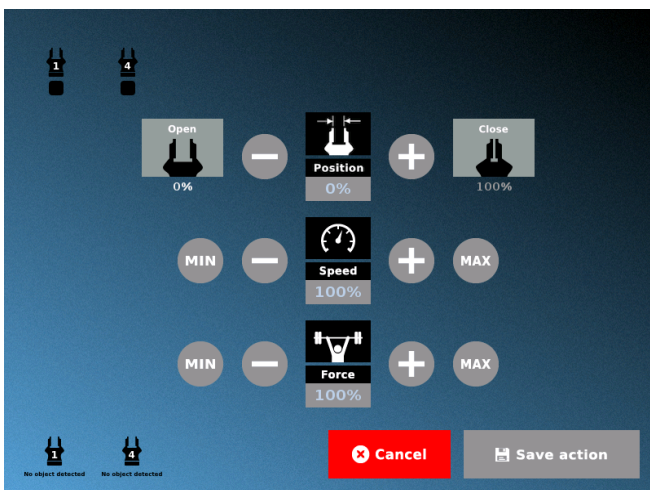 1 4
Open Close
Position
0% 0% 100%
MIN Speed MAX
100%
MIN Force MAX
100%
1 4
No object detected No object detected
Cancel Save action